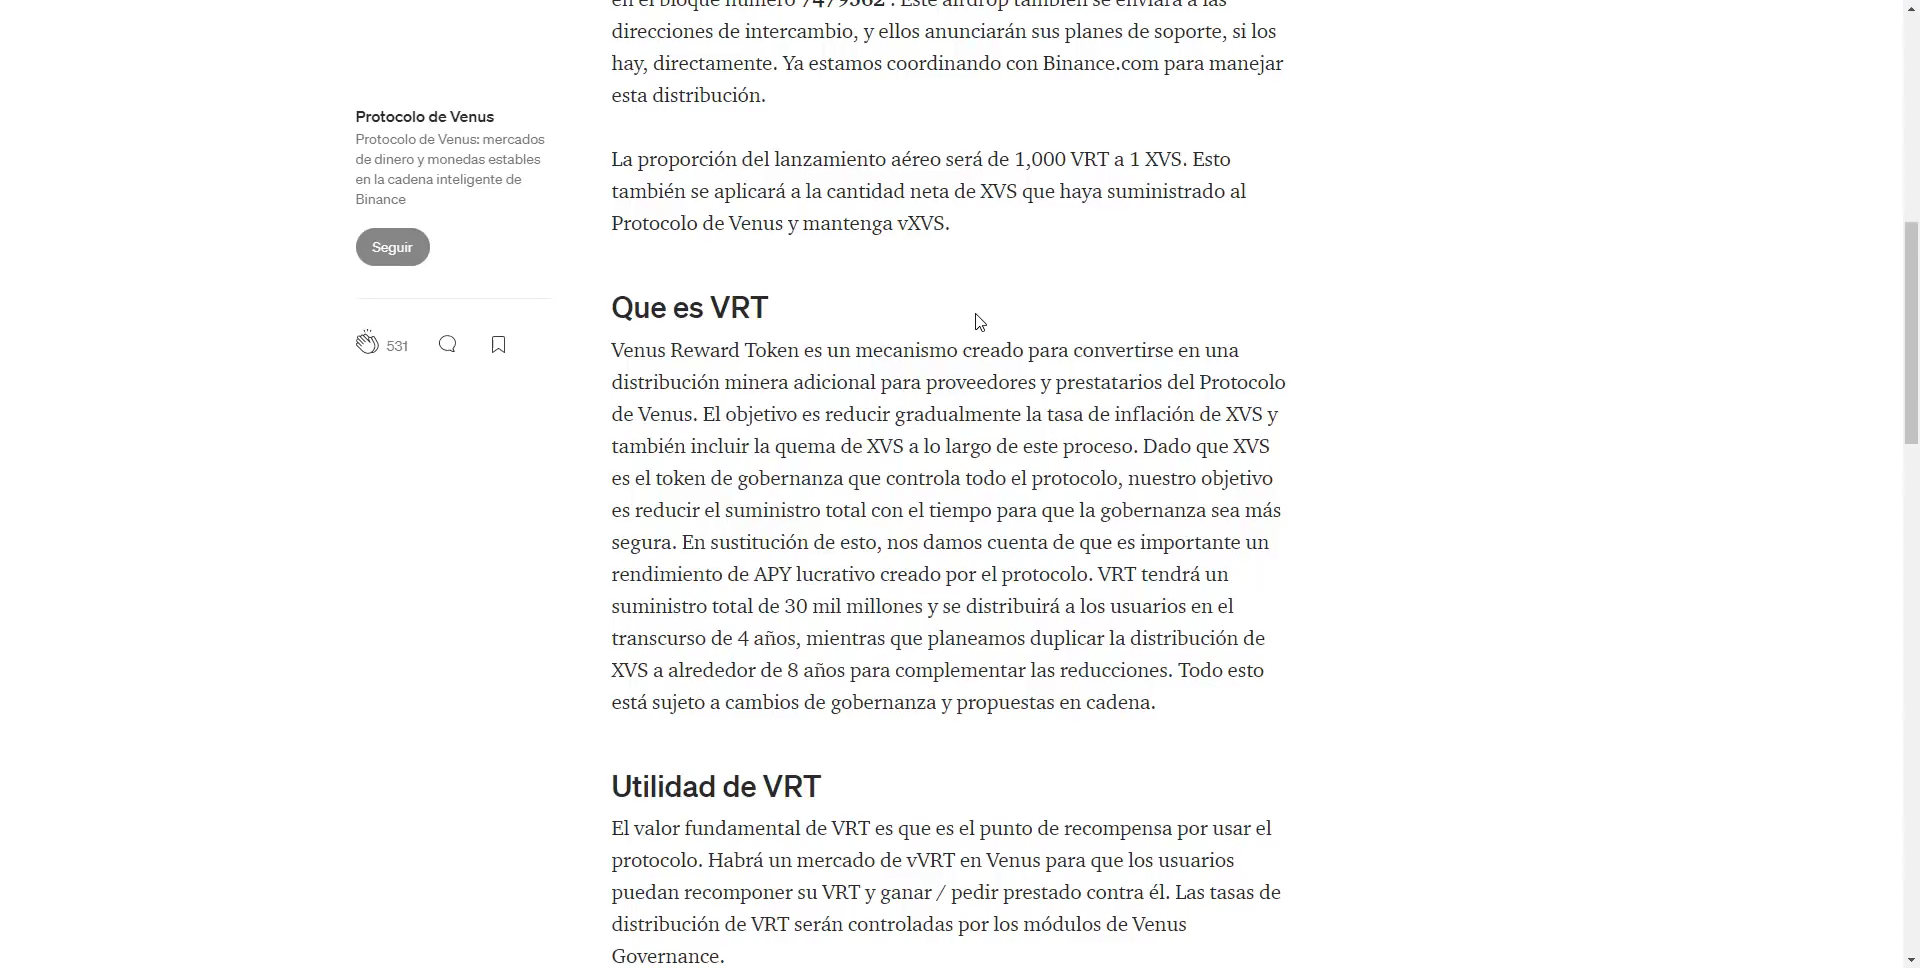 en el bloque número 7479562 . Este airdrop también se enviará a las
direcciones de intercambio, y ellos anunciarán sus planes de soporte, si los
hay, directamente. Ya estamos coordinando con Binance.com para manejar
esta distribución.
Protocolo de Venus
Protocolo de Venus: mercados
de dinero y monedas estables
en la cadena inteligente de
Binance
Seguir
531
La proporción del lanzamiento aéreo será de 1,000 VRT a 1 XVS. Esto
también se aplicará a la cantidad neta de XVS que haya suministrado al
Protocolo de Venus y mantenga vXVS.
Que es VRT
Venus Reward Token es un mecanismo creado para convertirse en una
distribución minera adicional para proveedores y prestatarios del Protocolo
de Venus. El objetivo es reducir gradualmente la tasa de inflación de XVS y
también incluir la quema de XVS a lo largo de este proceso. Dado que XVS
es el token de gobernanza que controla todo el protocolo, nuestro objetivo
es reducir el suministro total con el tiempo para que la gobernanza sea más
segura. En sustitución de esto, nos damos cuenta de que es importante un
rendimiento de APY lucrativo creado por el protocolo. VRT tendrá un
suministro total de 30 mil millones y se distribuirá a los usuarios en el
transcurso de 4 años, mientras que planeamos duplicar la distribución de
XVS a alrededor de 8 años para complementar las reducciones. Todo esto
está sujeto a cambios de gobernanza y propuestas en cadena.
Utilidad de VRT
El valor fundamental de VRT es que es el punto de recompensa por usar el
protocolo. Habrá un mercado de vVRT en Venus para que los usuarios
puedan recomponer su VRT y ganar / pedir prestado contra él. Las tasas de
distribución de VRT serán controladas por los módulos de Venus
Governance.